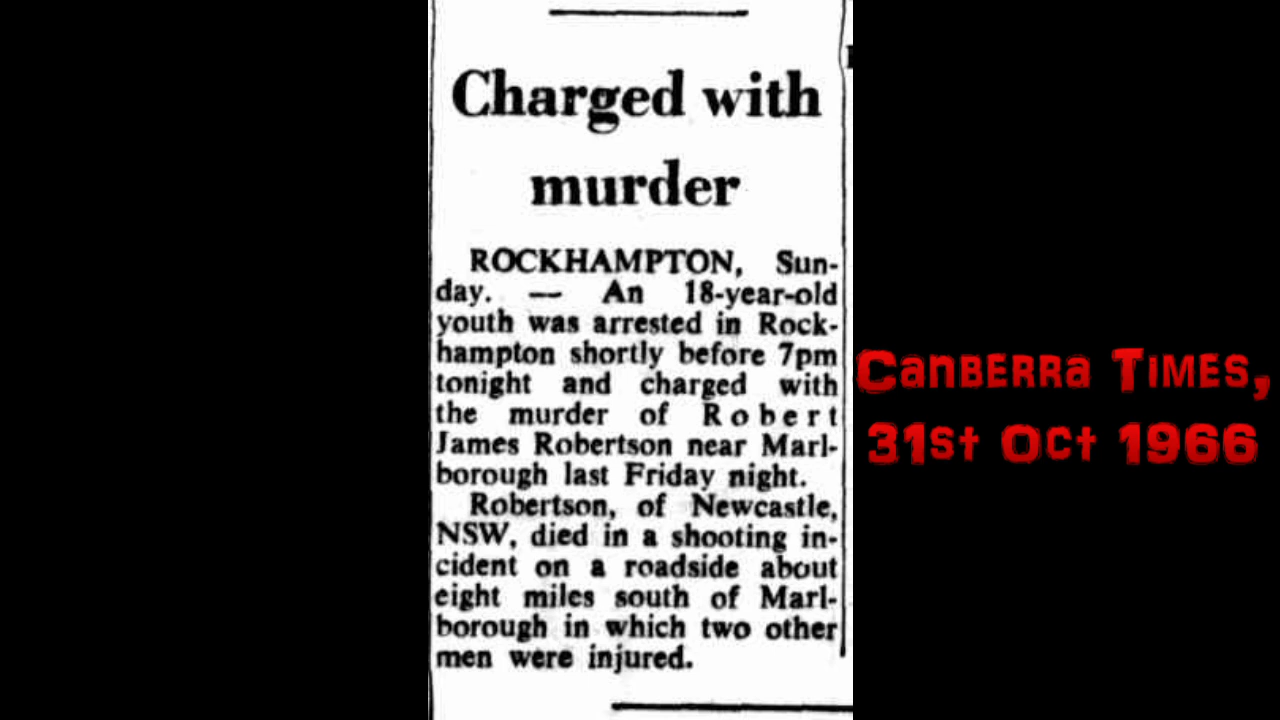 Charged with
murder
ROCKHAMPTON, Sun-
day. — An 18-year-old
youth was arrested in Rock-
hampton shortly before 7pm
tonight and charged with
the murder of Robert
James Robertson near Marl-
borough last Friday night.
Robertson, of Newcastle,
NSW, died in a shooting in-
cident on a roadside about
eight miles south of Marl-
borough in which two other
men were injured.
Canberra Times,
31st Oct 1966